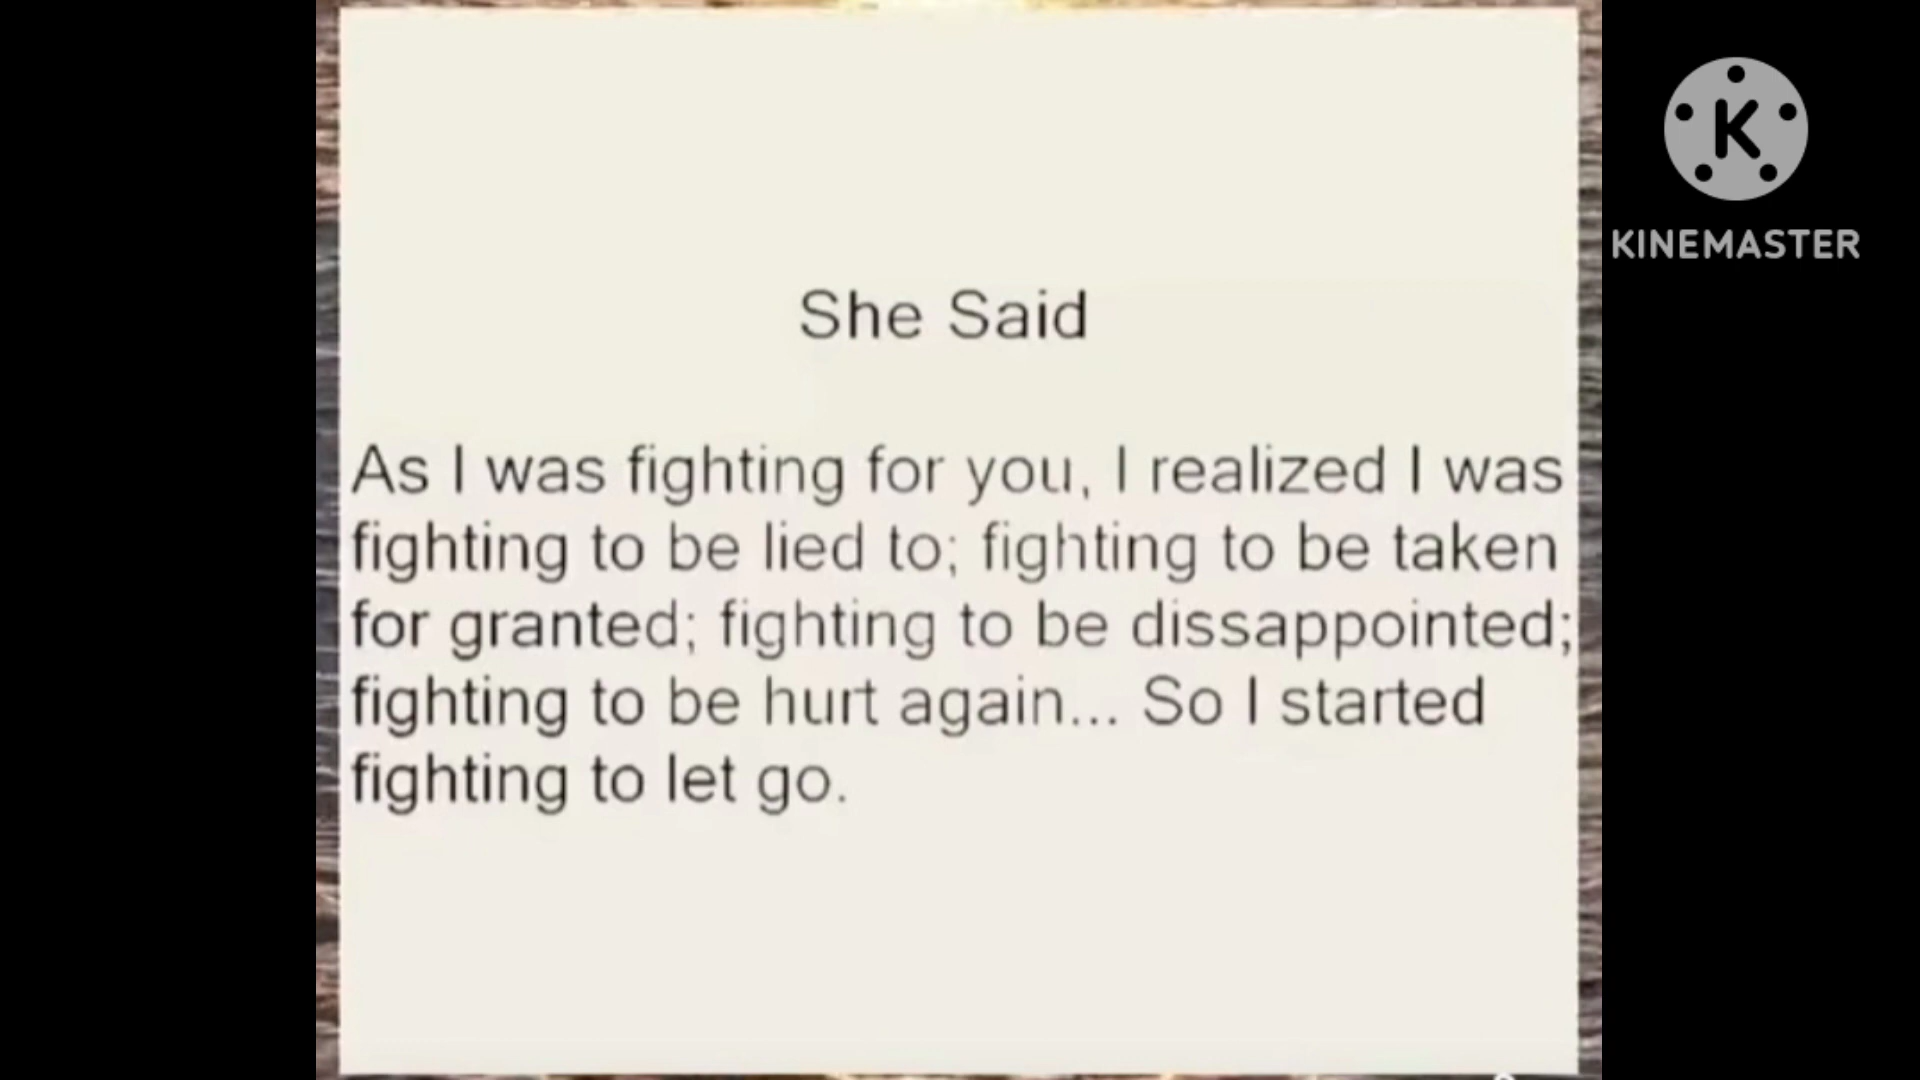 K
KINEMASTER
She Said
As I was fighting for you, I realized I was
fighting to be lied to; fighting to be taken
for granted; fighting to be dissappointed;
fighting to be hurt again... So I started
fighting to let go.